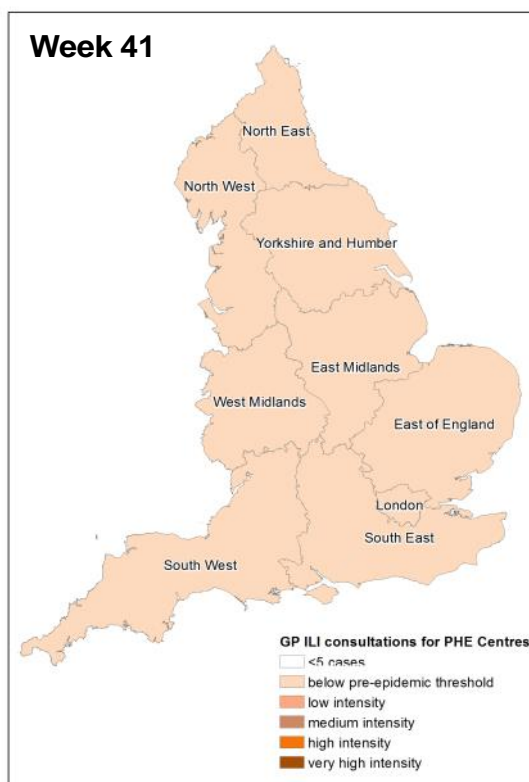 Week 41
North East
North West
Yorkshire and Humber
East Midlands
West Midlands
East of England
London
South East
South West
GP ILI consultations for PHE Centres
<5 cases
below pre-epidemic threshold
low intensity
medium intensity
high intensity
very high intensity